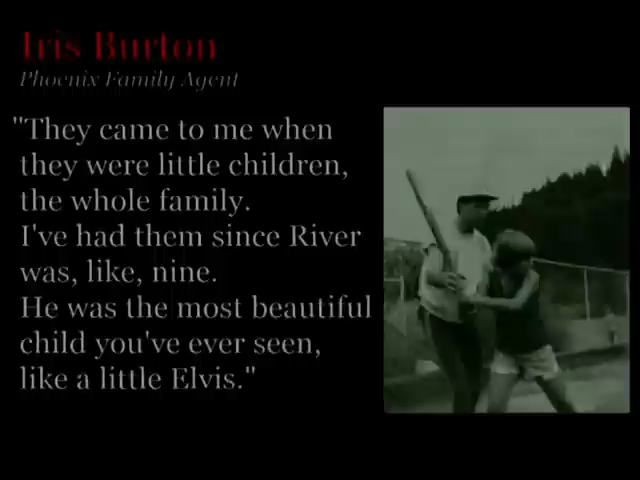 Iris Burton
Phoenix Family Agent
"They came to me when
they were little children,
the whole family.
I've had them since River
was, like, nine.
He was the most beautiful
child you've ever seen,
like a little Elvis."